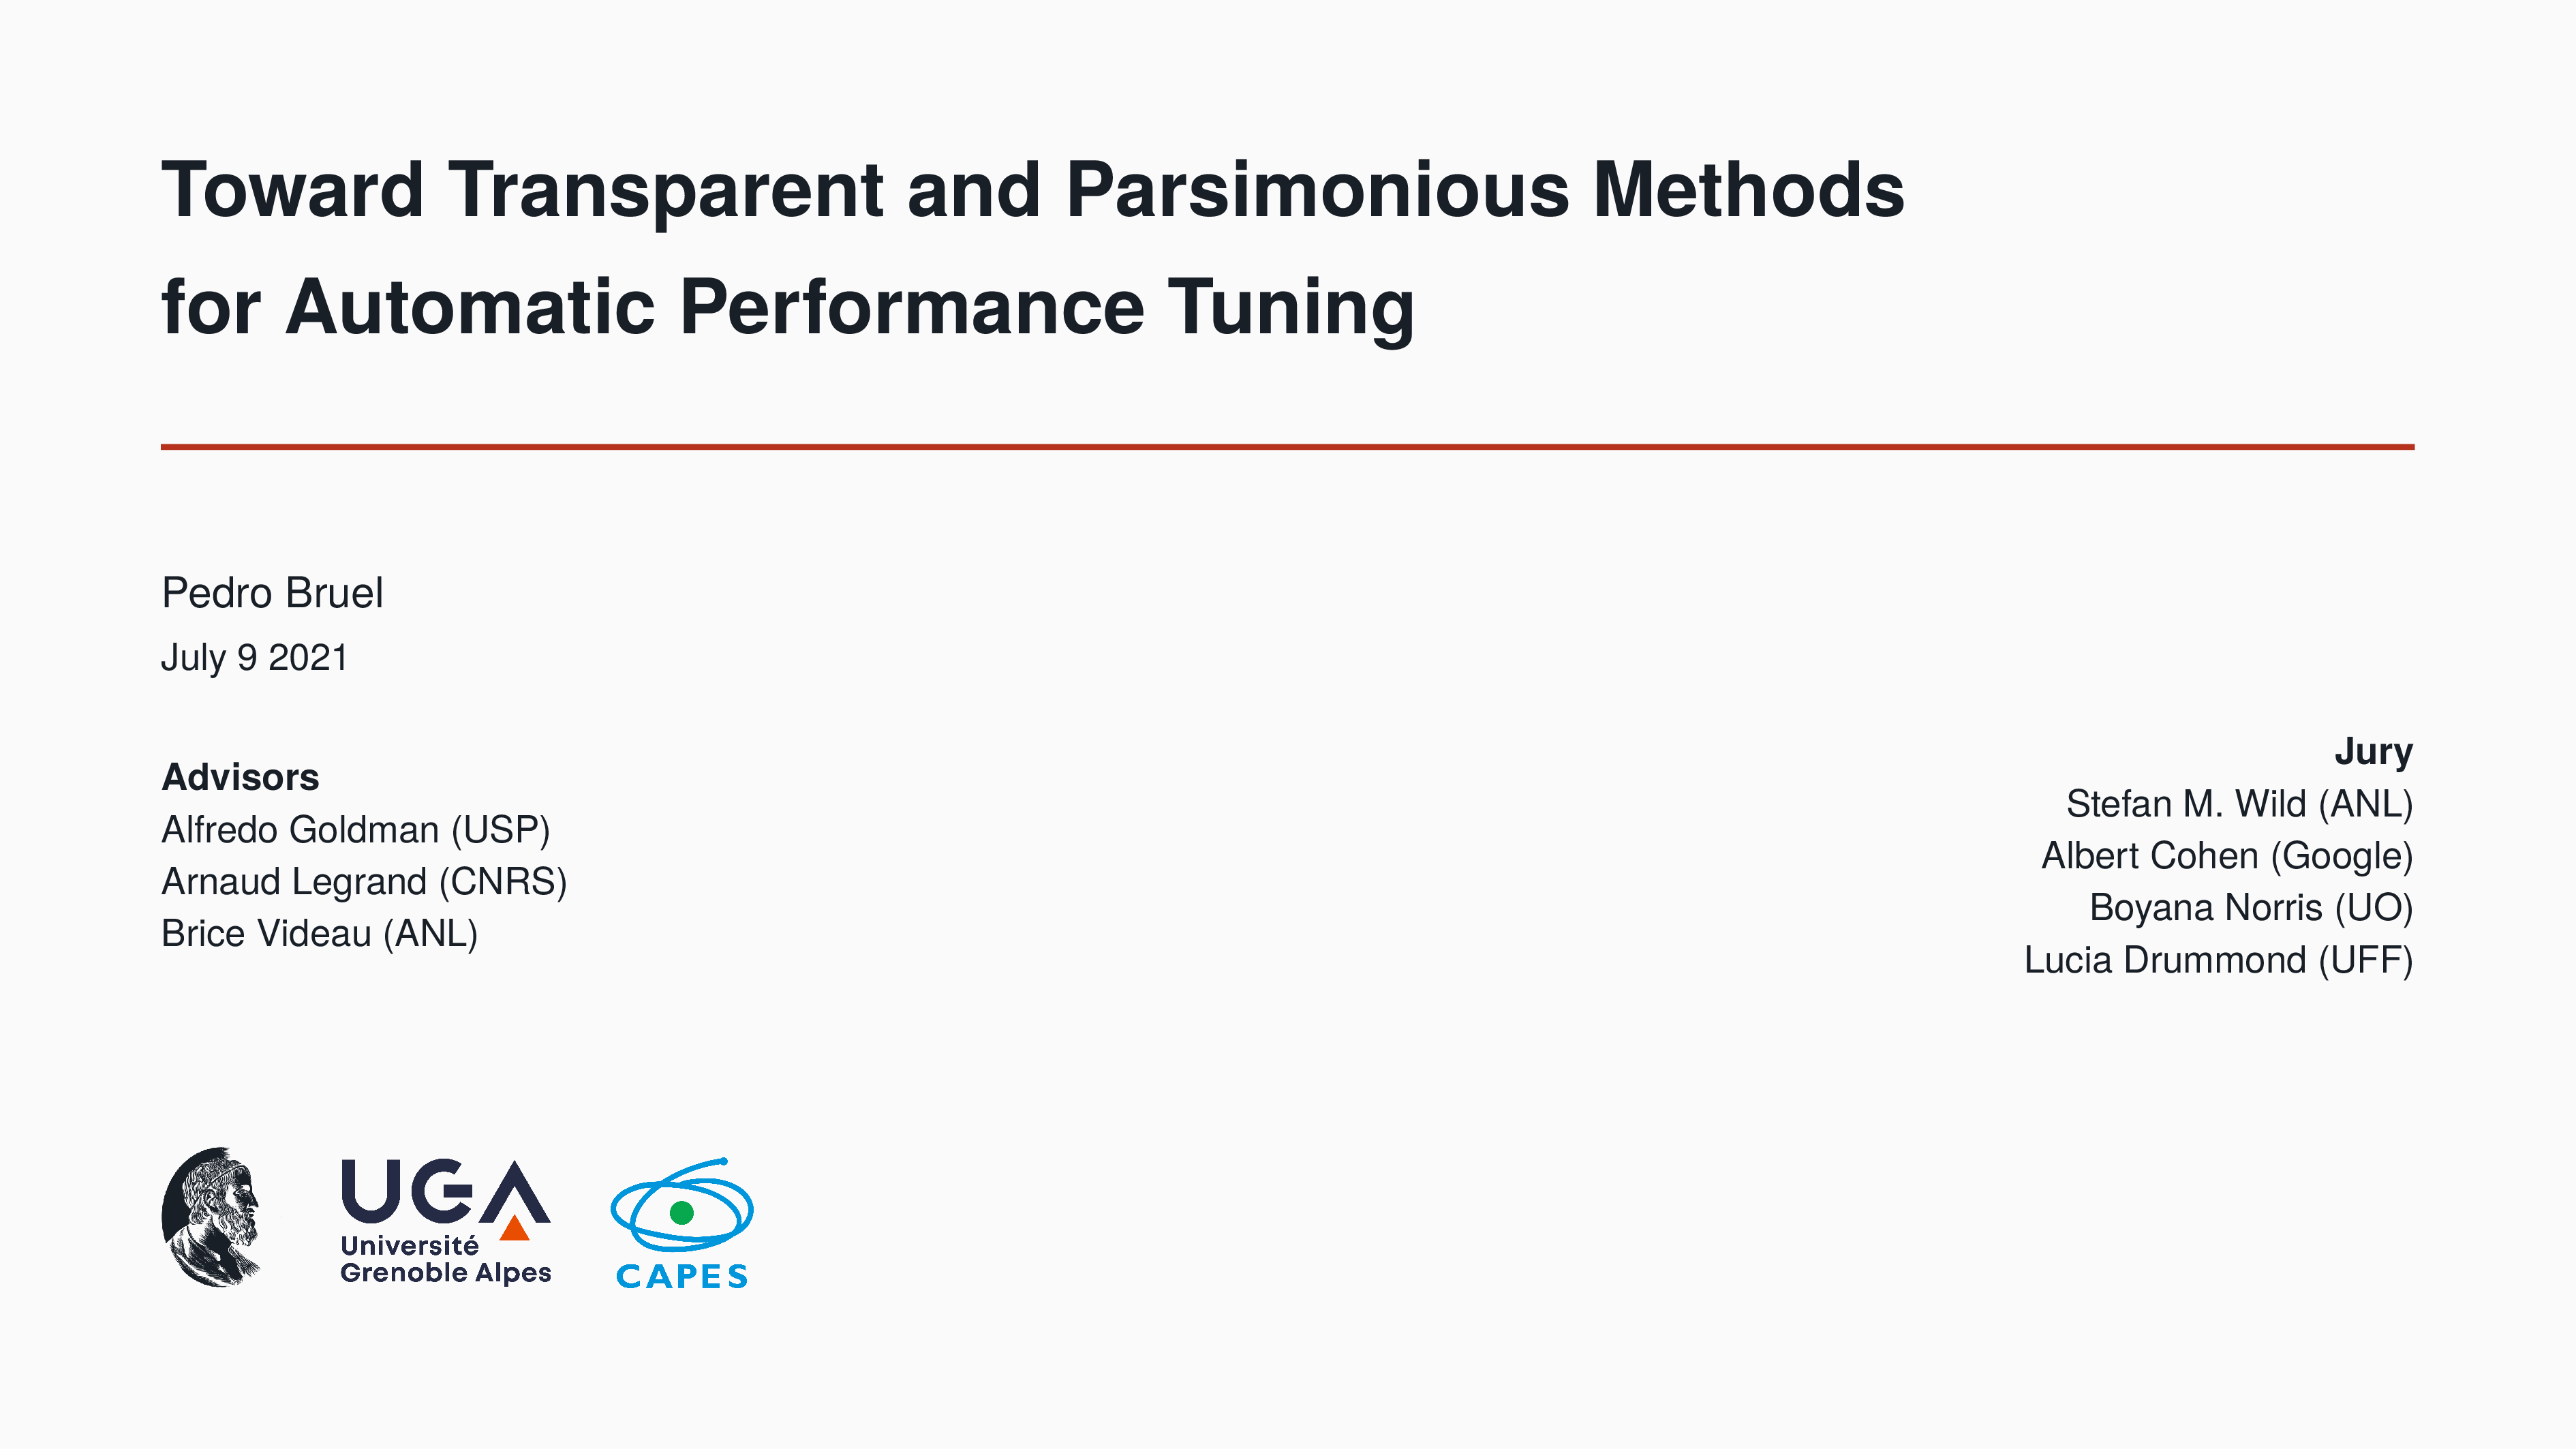 Toward Transparent and Parsimonious Methods
for Automatic Performance Tuning
Pedro Bruel
July 9 2021
Advisors
Alfredo Goldman (USP)
Arnaud Legrand (CNRS)
Brice Videau (ANL)
Jury
Stefan M. Wild (ANL)
Albert Cohen (Google)
Boyana Norris (UO)
Lucia Drummond (UFF)
UGA
Université
Grenoble Alpes
CAPES